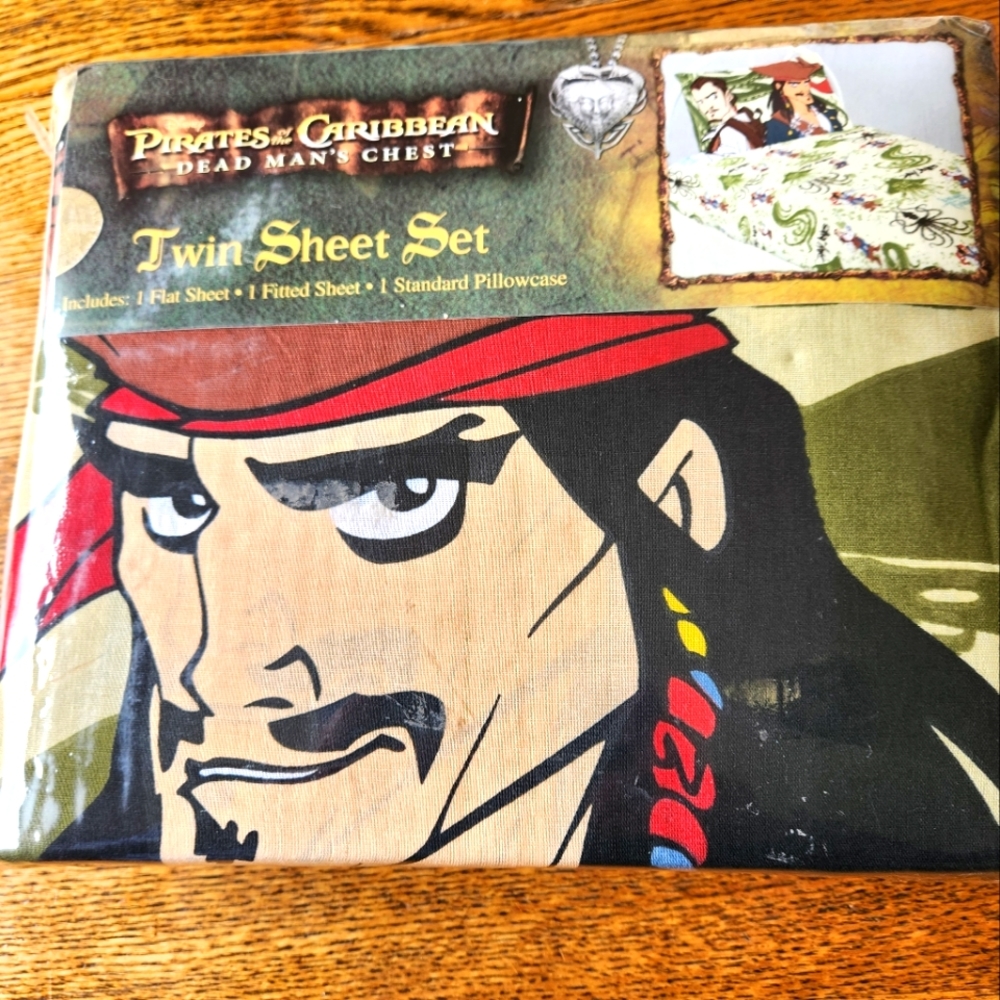 PIRATES of the CARIBBEAN
DEAD MAN'S CHEST
Twin Sheet Set
Includes: 1 Flat Sheet • 1 Fitted Sheet • 1 Standard Pillowcase